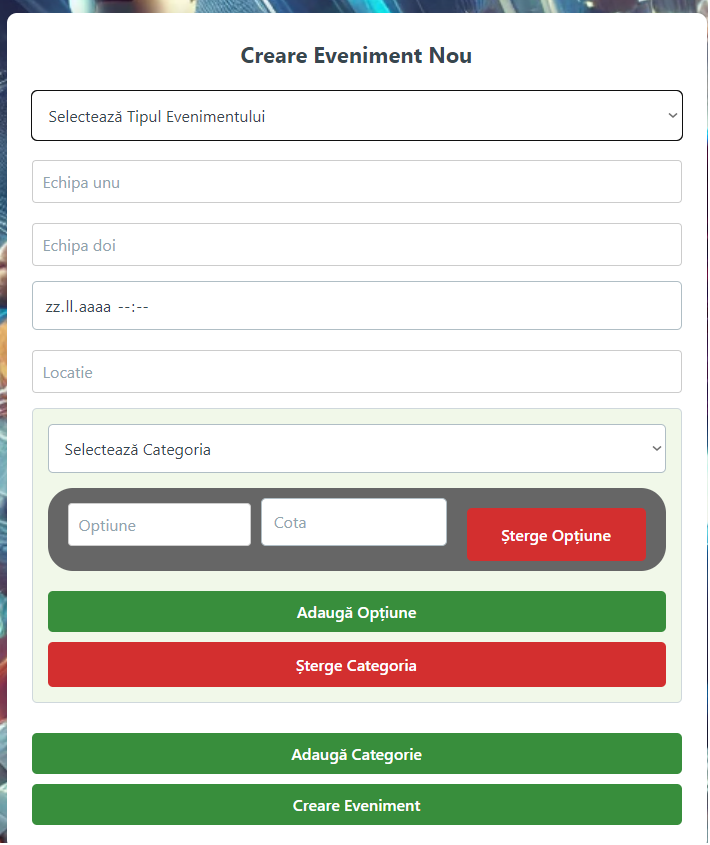 Creare Eveniment Nou
Selectează Tipul Evenimentului
Echipa unu
Echipa doi
zz.ll.aaaa --:--
Locatie
Selectează Categoria
Optiune
Cota
Șterge Opțiune
Adaugă Opțiune
Șterge Categoria
Adaugă Categorie
Creare Eveniment